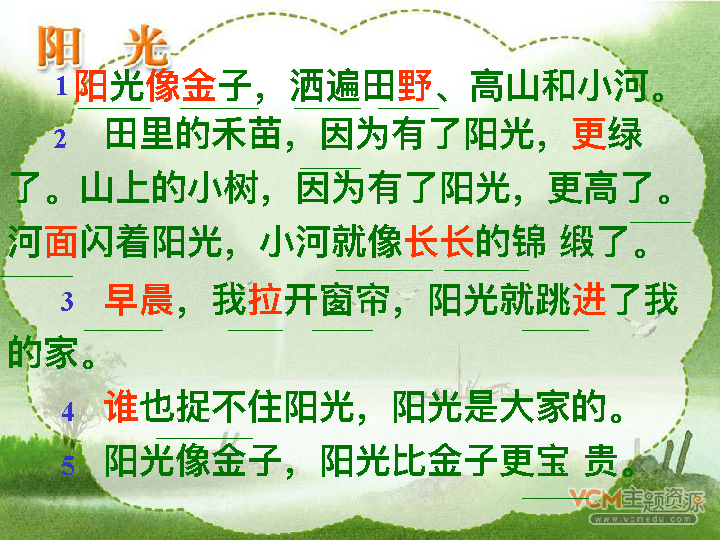 阳 光
1阳光像金子，洒遍田野、高山和小河。
2 田里的禾苗，因为有了阳光，更绿
了。山上的小树，因为有了阳光，更高了。
河面闪着阳光，小河就像长长的锦 缎了。
3 早晨，我拉开窗帘，阳光就跳进了我
的家。
4 谁也捉不住阳光，阳光是大家的。
5 阳光像金子，阳光比金子更宝 贵。
VCM主题资源
www.vcmedu.com